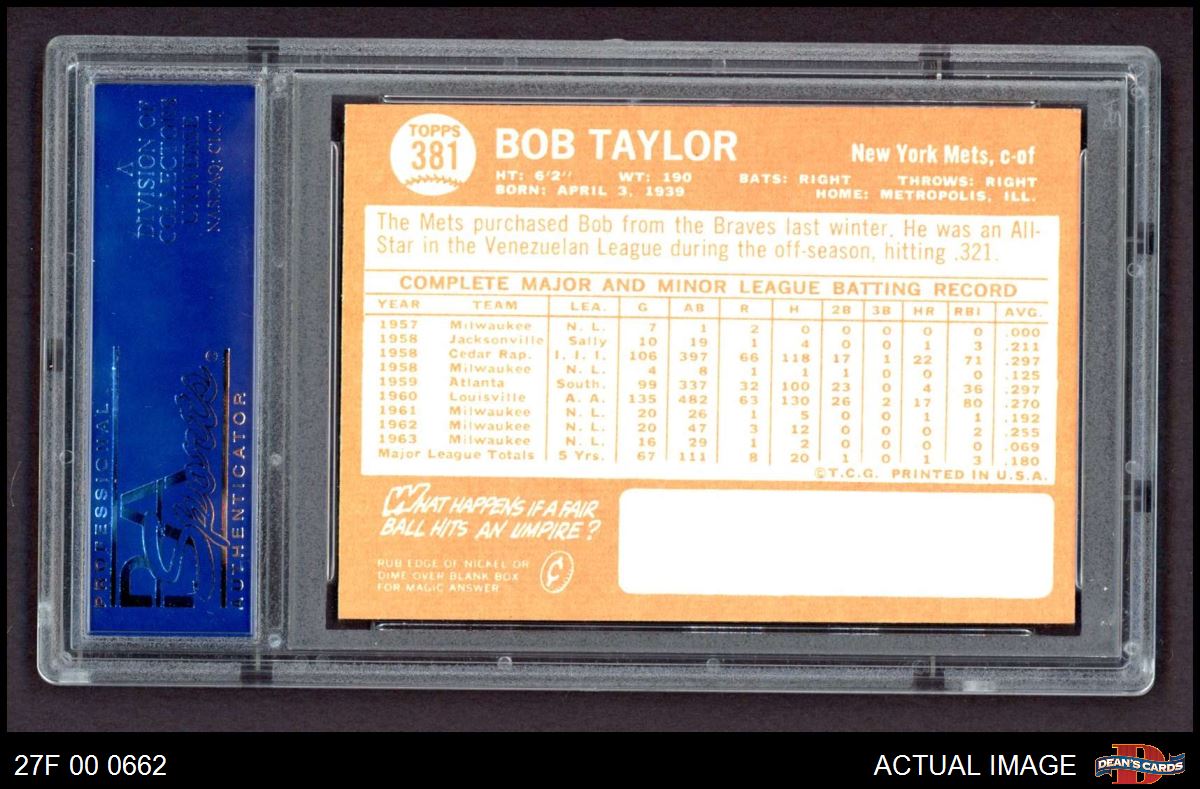 A
DIVISION OF
COLLECTORS
UNIVERSE
NASDAQ: CLCT
PROFESSIONAL
PSA
Sports
AUTHENTICATOR
TOPPS
381
BOB TAYLOR
New York Mets, c-of
HT: 6'2" WT: 190 BATS: RIGHT THROWS: RIGHT
BORN: APRIL 3, 1939 HOME: METROPOLIS, ILL.
The Mets purchased Bob from the Braves last winter. He was an All-
Star in the Venezuelan League during the off-season, hitting .321.
COMPLETE MAJOR AND MINOR LEAGUE BATTING RECORD
YEAR TEAM LEA. G AB R H 2B 3B HR RBI AVG.
1957 Milwaukee N. L. 7 1 2 0 0 0 0 0 .000
1958 Jacksonville Sally 10 19 1 4 0 0 1 3 .211
1958 Cedar Rap. I. I. I. 106 397 66 118 17 1 22 71 .297
1958 Milwaukee N. L. 4 8 1 1 1 0 0 0 .125
1959 Atlanta South. 99 337 32 100 23 0 4 36 .297
1960 Louisville A. A. 135 482 63 130 26 2 17 80 .270
1961 Milwaukee N. L. 20 26 1 5 0 0 1 1 .192
1962 Milwaukee N. L. 20 47 3 12 0 0 0 2 .255
1963 Milwaukee N. L. 16 29 1 2 0 0 0 0 .069
Major League Totals 5 Yrs. 67 111 8 20 1 0 1 3 .180
©T.C.G. PRINTED IN U.S.A.
WHAT HAPPENS IF A FAIR
BALL HITS AN UMPIRE?
RUB EDGE OF NICKEL OR
DIME OVER BLANK BOX
FOR MAGIC ANSWER
¢
27F 00 0662
ACTUAL IMAGE
D
DEAN'S CARDS